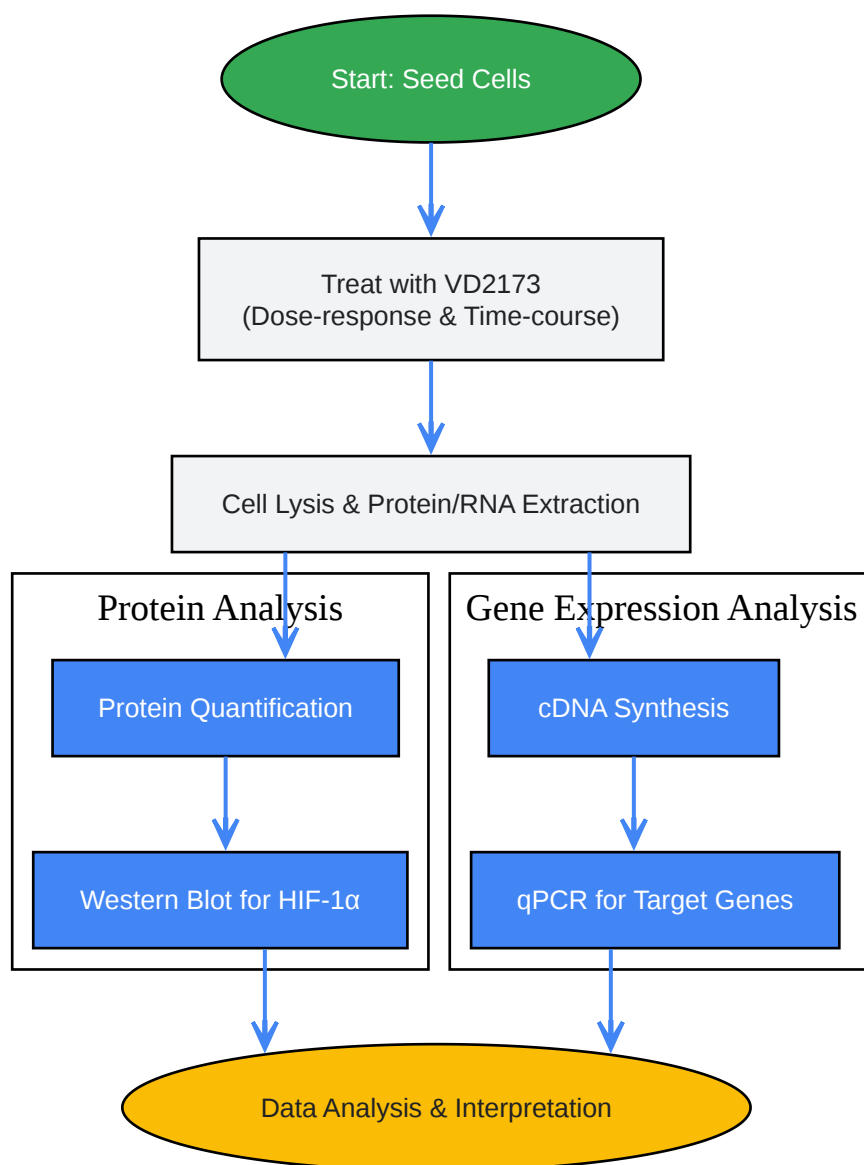 Start: Seed Cells
Treat with VD2173
(Dose-response & Time-course)
Cell Lysis & Protein/RNA Extraction
Protein Analysis
Protein Quantification
Western Blot for HIF-1α
Gene Expression Analysis
cDNA Synthesis
qPCR for Target Genes
Data Analysis & Interpretation